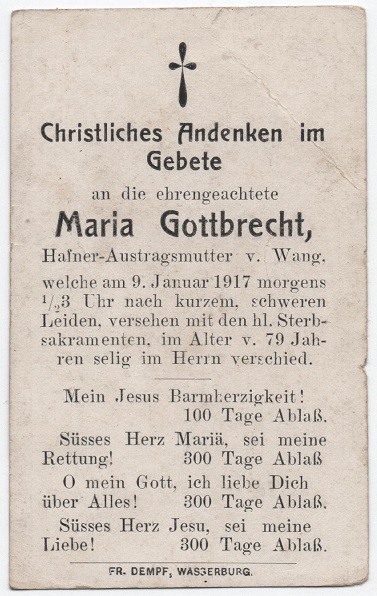 Christliches Andenken im
Gebete
an die ehrengeachtete
Maria Gottbrecht,
Hafner-Austragsmutter v. Wang,
welche am 9. Januar 1917 morgens
1/23 Uhr nach kurzem, schweren
Leiden, versehen mit den hl. Sterb-
sakramenten, im Alter v. 79 Jah-
ren selig im Herrn verschied.
Mein Jesus Barmherzigkeit!
100 Tage Ablaß.
Süsses Herz Mariä, sei meine
Rettung! 300 Tage Ablaß
O mein Gott, ich liebe Dich
über Alles! 300 Tage Ablaß.
Süsses Herz Jesu, sei meine
Liebe! 300 Tage Ablaß.
FR. DEMPF, WASSERBURG.